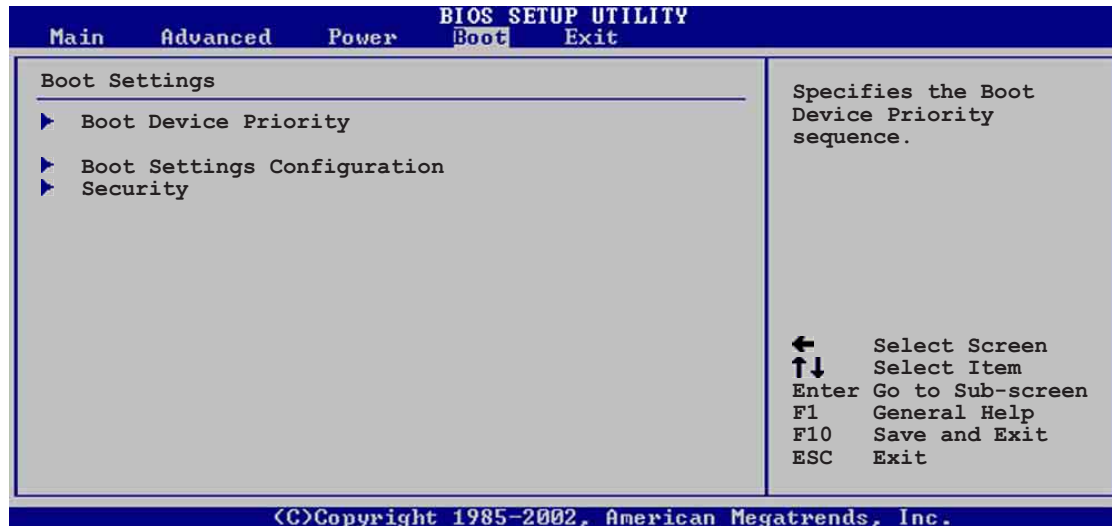 BIOS SETUP UTILITY
Main Advanced Power Boot Exit
Boot Settings
Boot Device Priority
Boot Settings Configuration
Security
Specifies the Boot
Device Priority
sequence.
← Select Screen
↑↓ Select Item
Enter Go to Sub-screen
F1 General Help
F10 Save and Exit
ESC Exit
(C)Copyright 1985-2002, American Megatrends, Inc.